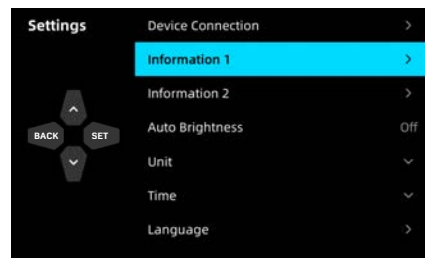 Settings
Device Connection
Information 1
Information 2
BACK
SET
Auto Brightness
Off
Unit
Time
Language